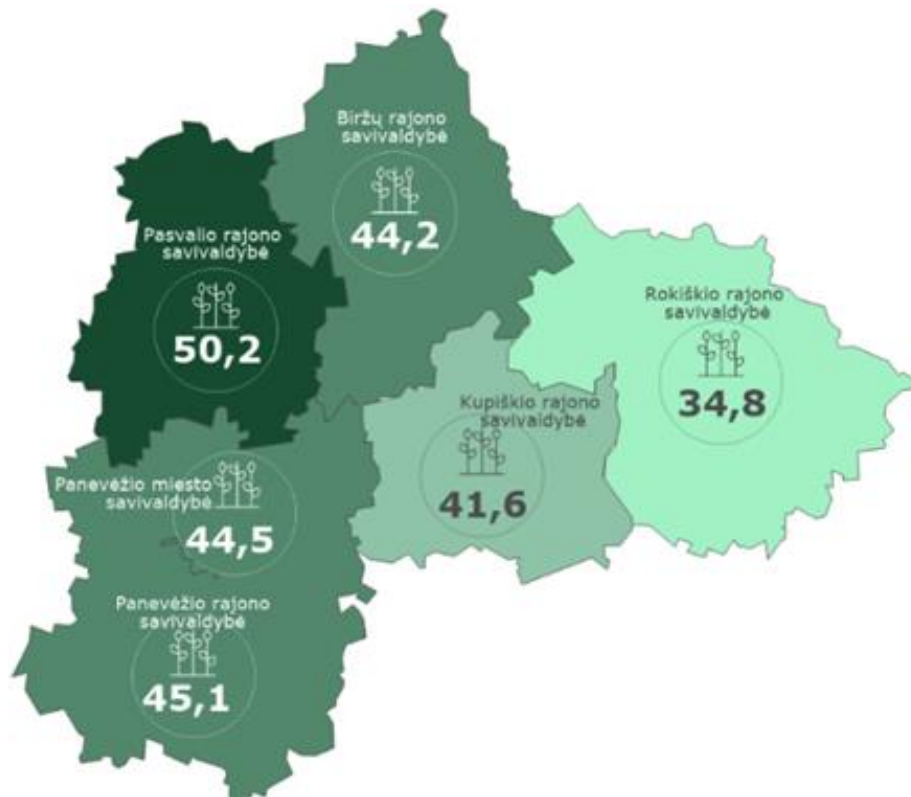 Biržų rajono
savivaldybė
44,2
Pasvalio rajono
savivaldybė
50,2
Rokiškio rajono
savivaldybė
34,8
Kupiškio rajono
savivaldybė
41,6
Panevėžio miesto
savivaldybė
44,5
Panevėžio rajono
savivaldybė
45,1